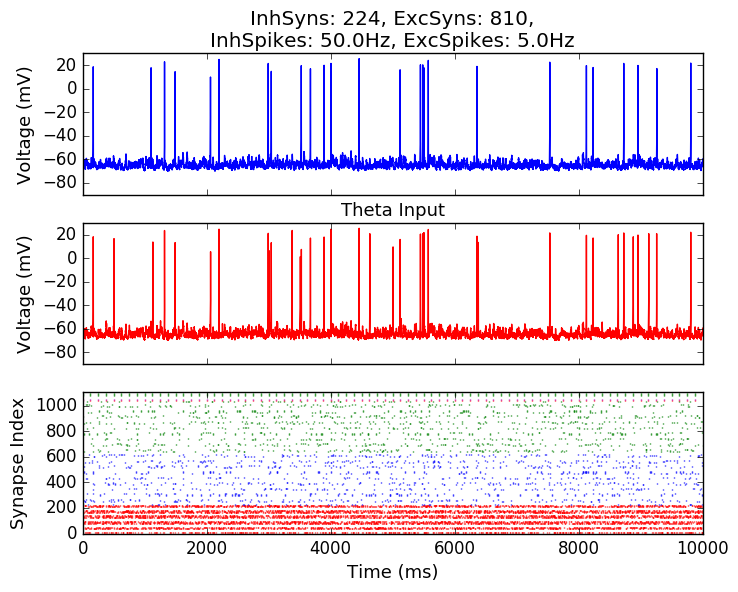 InhSyns: 224, ExcSyns: 810,
InhSpikes: 50.0Hz, ExcSpikes: 5.0Hz
Voltage (mV)
20
0
−20
−40
−60
−80
Theta Input
Voltage (mV)
20
0
−20
−40
−60
−80
Synapse Index
1000
800
600
400
200
0
0 2000 4000 6000 8000 10000
Time (ms)